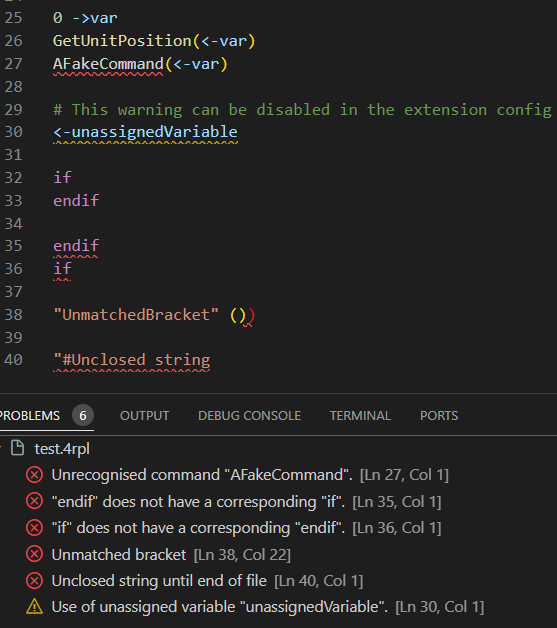 25 0 ->var
26 GetUnitPosition(<-var)
27 AFakeCommand(<-var)
28
29 # This warning can be disabled in the extension config
30 <-unassignedVariable
31
32 if
33 endif
34
35 endif
36 if
37
38 "UnmatchedBracket" ())
39
40 "#Unclosed string
PROBLEMS 6 OUTPUT DEBUG CONSOLE TERMINAL PORTS
test.4rpl
Unrecognised command "AFakeCommand". [Ln 27, Col 1]
"endif" does not have a corresponding "if". [Ln 35, Col 1]
"if" does not have a corresponding "endif". [Ln 36, Col 1]
Unmatched bracket [Ln 38, Col 22]
Unclosed string until end of file [Ln 40, Col 1]
Use of unassigned variable "unassignedVariable". [Ln 30, Col 1]